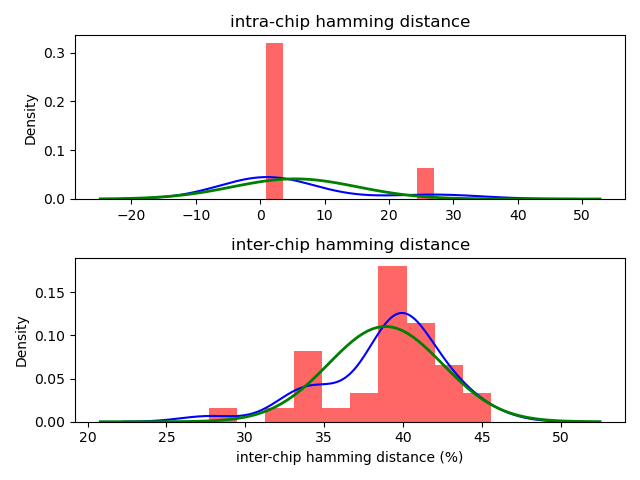 intra-chip hamming distance
Density
0.3
0.2
0.1
0.0
−20 −10 0 10 20 30 40 50
inter-chip hamming distance
Density
0.15
0.10
0.05
0.00
20 25 30 35 40 45 50
inter-chip hamming distance (%)